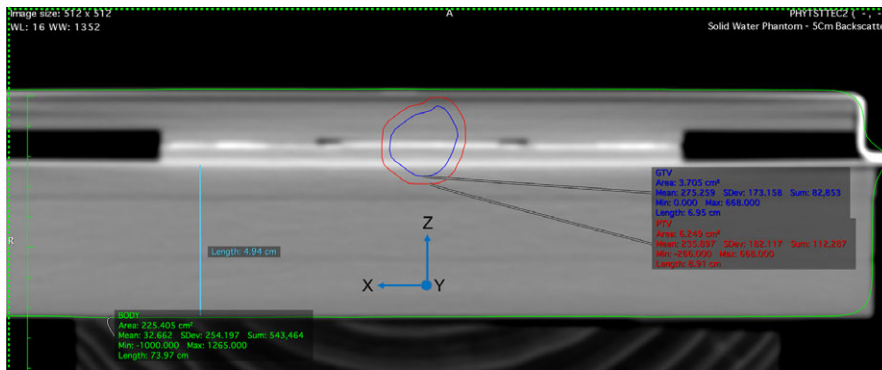 Image size: 512 x 512
WL: 16 WW: 1352
A
PHYTSTTEC2 ( -, -
Solid Water Phantom - 5Cm Backscatte
GTV
Area: 3.705 cm²
Mean: 275.259 SDev: 173.158 Sum: 82,853
Min: 0.000 Max: 668.000
Length: 6.95 cm
PTV
Area: 6.249 cm²
Mean: 235.897 SDev: 182.117 Sum: 112,287
Min: -266.000 Max: 668.000
Length: 8.91 cm
R
Length: 4.94 cm
Z
X
Y
BODY
Area: 225.405 cm²
Mean: 32.662 SDev: 254.197 Sum: 543,464
Min: -1000.000 Max: 1265.000
Length: 73.97 cm